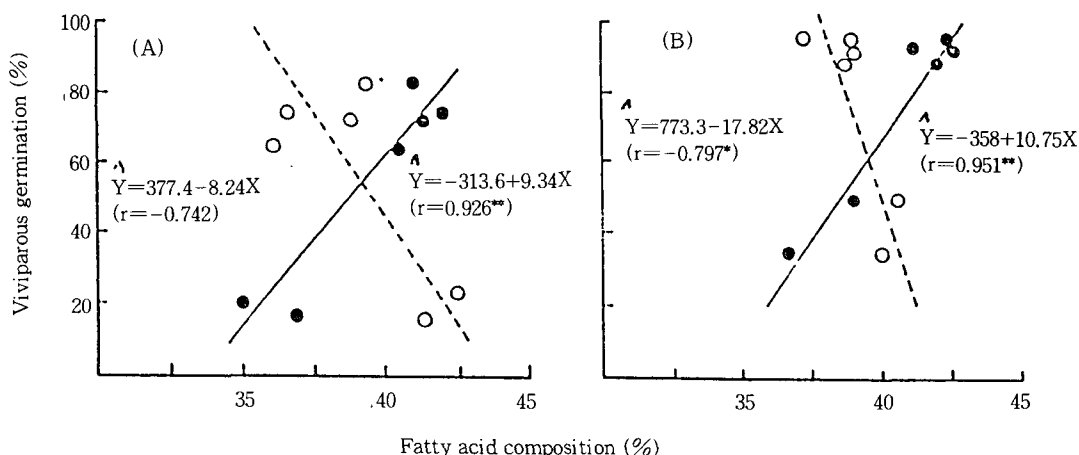 Viviparous germination (%)
100
80
60
40
20
(A)
Ŷ=377.4-8.24X
(r=-0.742)
Ŷ=-313.6+9.34X
(r=0.926**)
35
40
45
(B)
Ŷ=773.3-17.82X
(r=-0.797*)
Ŷ=-358+10.75X
(r=0.951**)
35
40
45
Fatty acid composition (%)